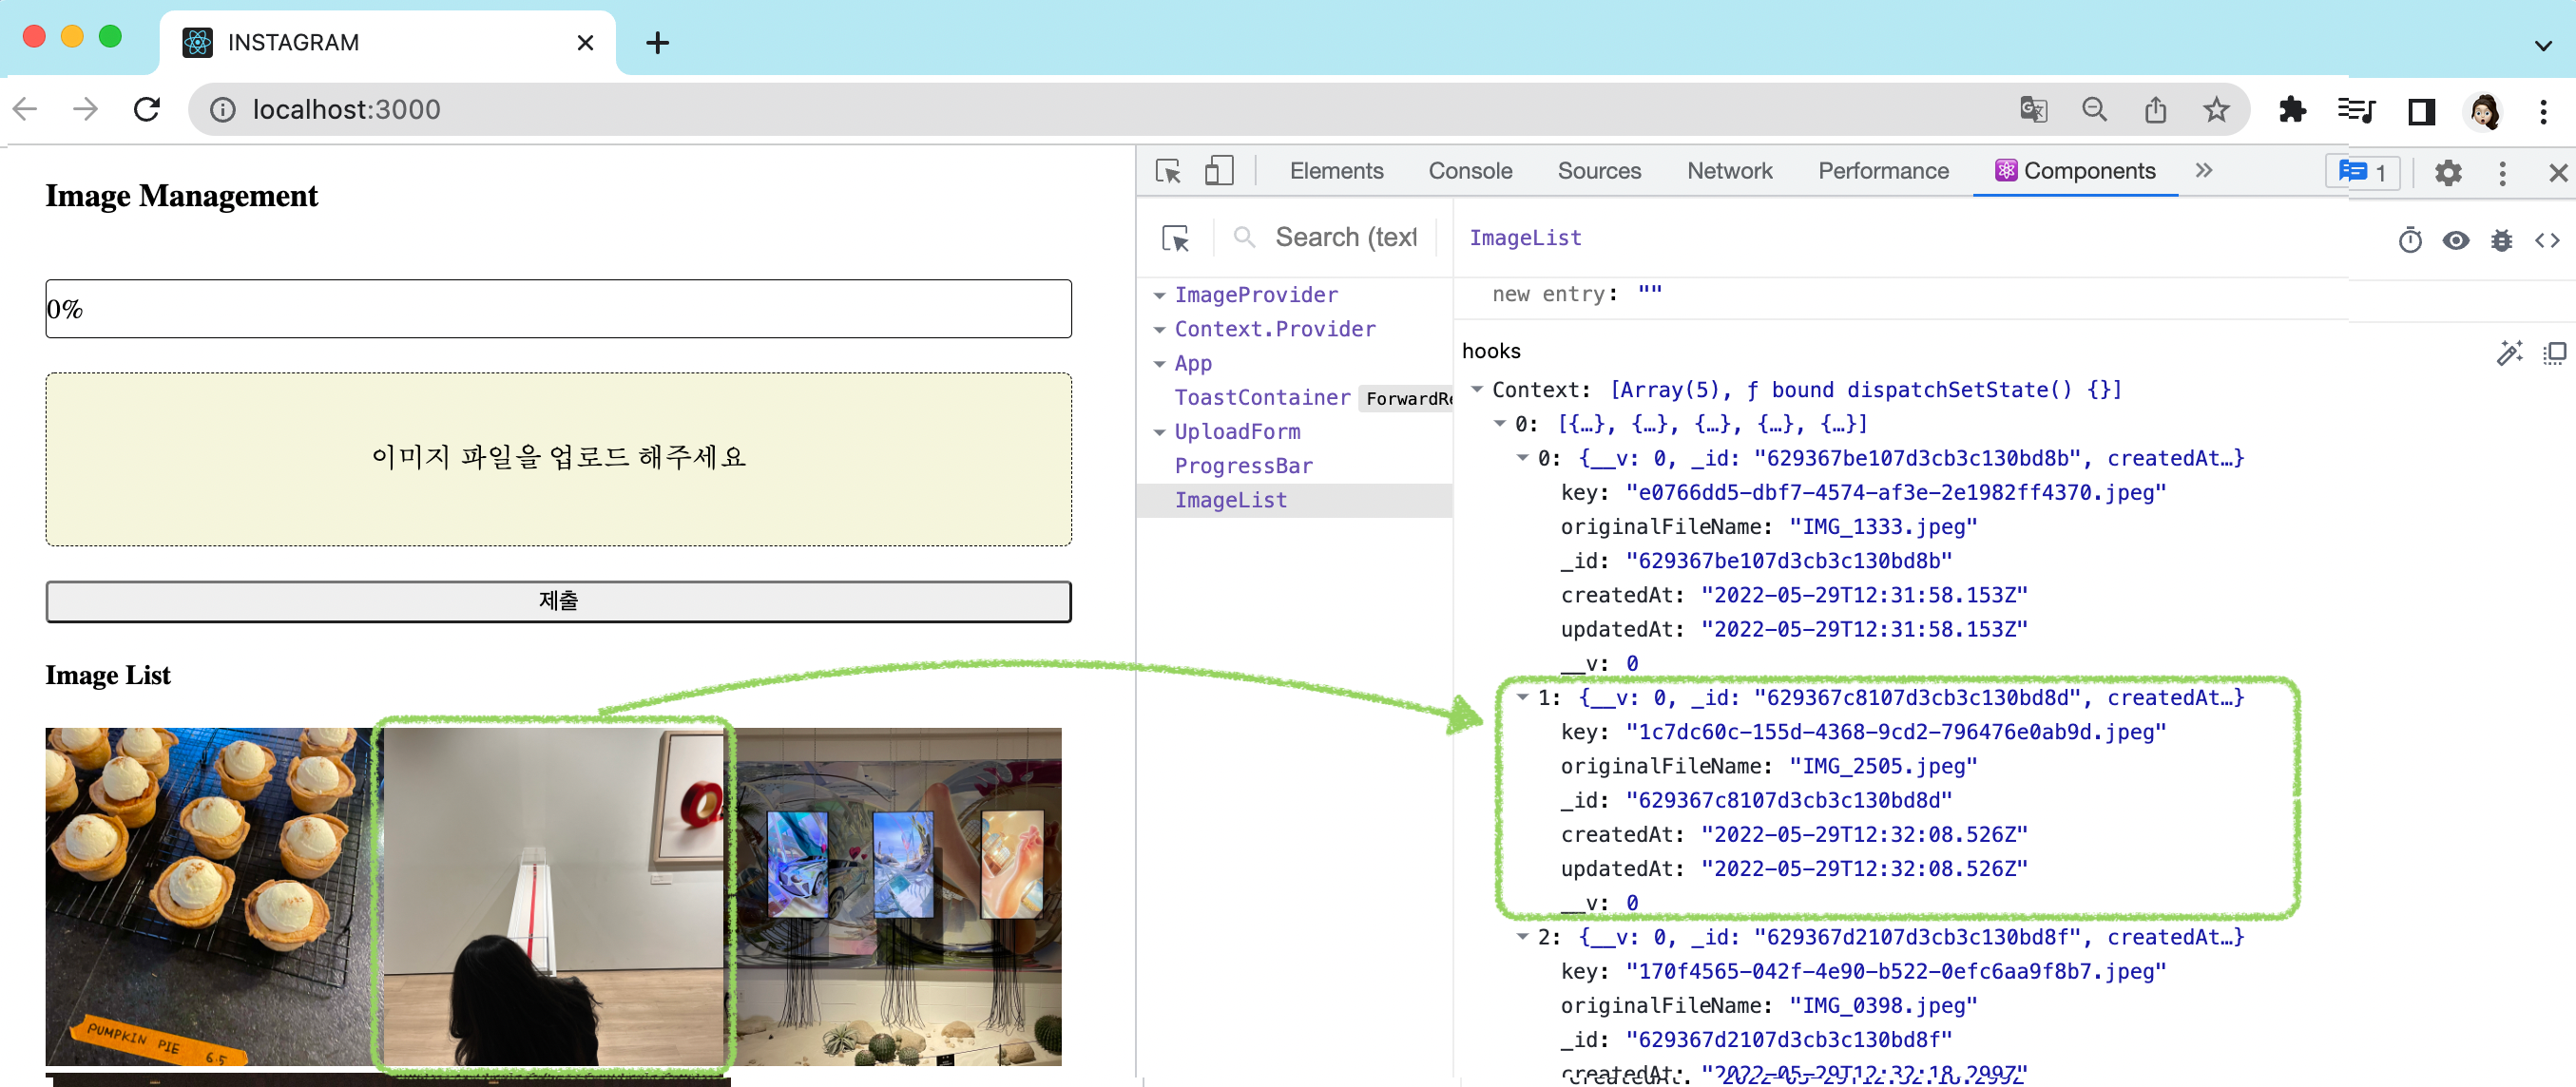 INSTAGRAM
localhost:3000
Image Management
0%
이미지 파일을 업로드 해주세요
제출
Image List
PUMPKIN PIE 6.5
Elements Console Sources Network Performance Components 1
Search (text
ImageProvider
Context.Provider
App
ToastContainer ForwardRe
UploadForm
ProgressBar
ImageList
ImageList
new entry: ""
hooks
Context: [Array(5), ƒ bound dispatchSetState() {}]
0: [{…}, {…}, {…}, {…}, {…}]
0: {__v: 0, _id: "629367be107d3cb3c130bd8b", createdAt…}
key: "e0766dd5-dbf7-4574-af3e-2e1982ff4370.jpeg"
originalFileName: "IMG_1333.jpeg"
_id: "629367be107d3cb3c130bd8b"
createdAt: "2022-05-29T12:31:58.153Z"
updatedAt: "2022-05-29T12:31:58.153Z"
__v: 0
1: {__v: 0, _id: "629367c8107d3cb3c130bd8d", createdAt…}
key: "1c7dc60c-155d-4368-9cd2-796476e0ab9d.jpeg"
originalFileName: "IMG_2505.jpeg"
_id: "629367c8107d3cb3c130bd8d"
createdAt: "2022-05-29T12:32:08.526Z"
updatedAt: "2022-05-29T12:32:08.526Z"
__v: 0
2: {__v: 0, _id: "629367d2107d3cb3c130bd8f", createdAt…}
key: "170f4565-042f-4e90-b522-0efc6aa9f8b7.jpeg"
originalFileName: "IMG_0398.jpeg"
_id: "629367d2107d3cb3c130bd8f"
createdAt: "2022-05-29T12:32:18.299Z"